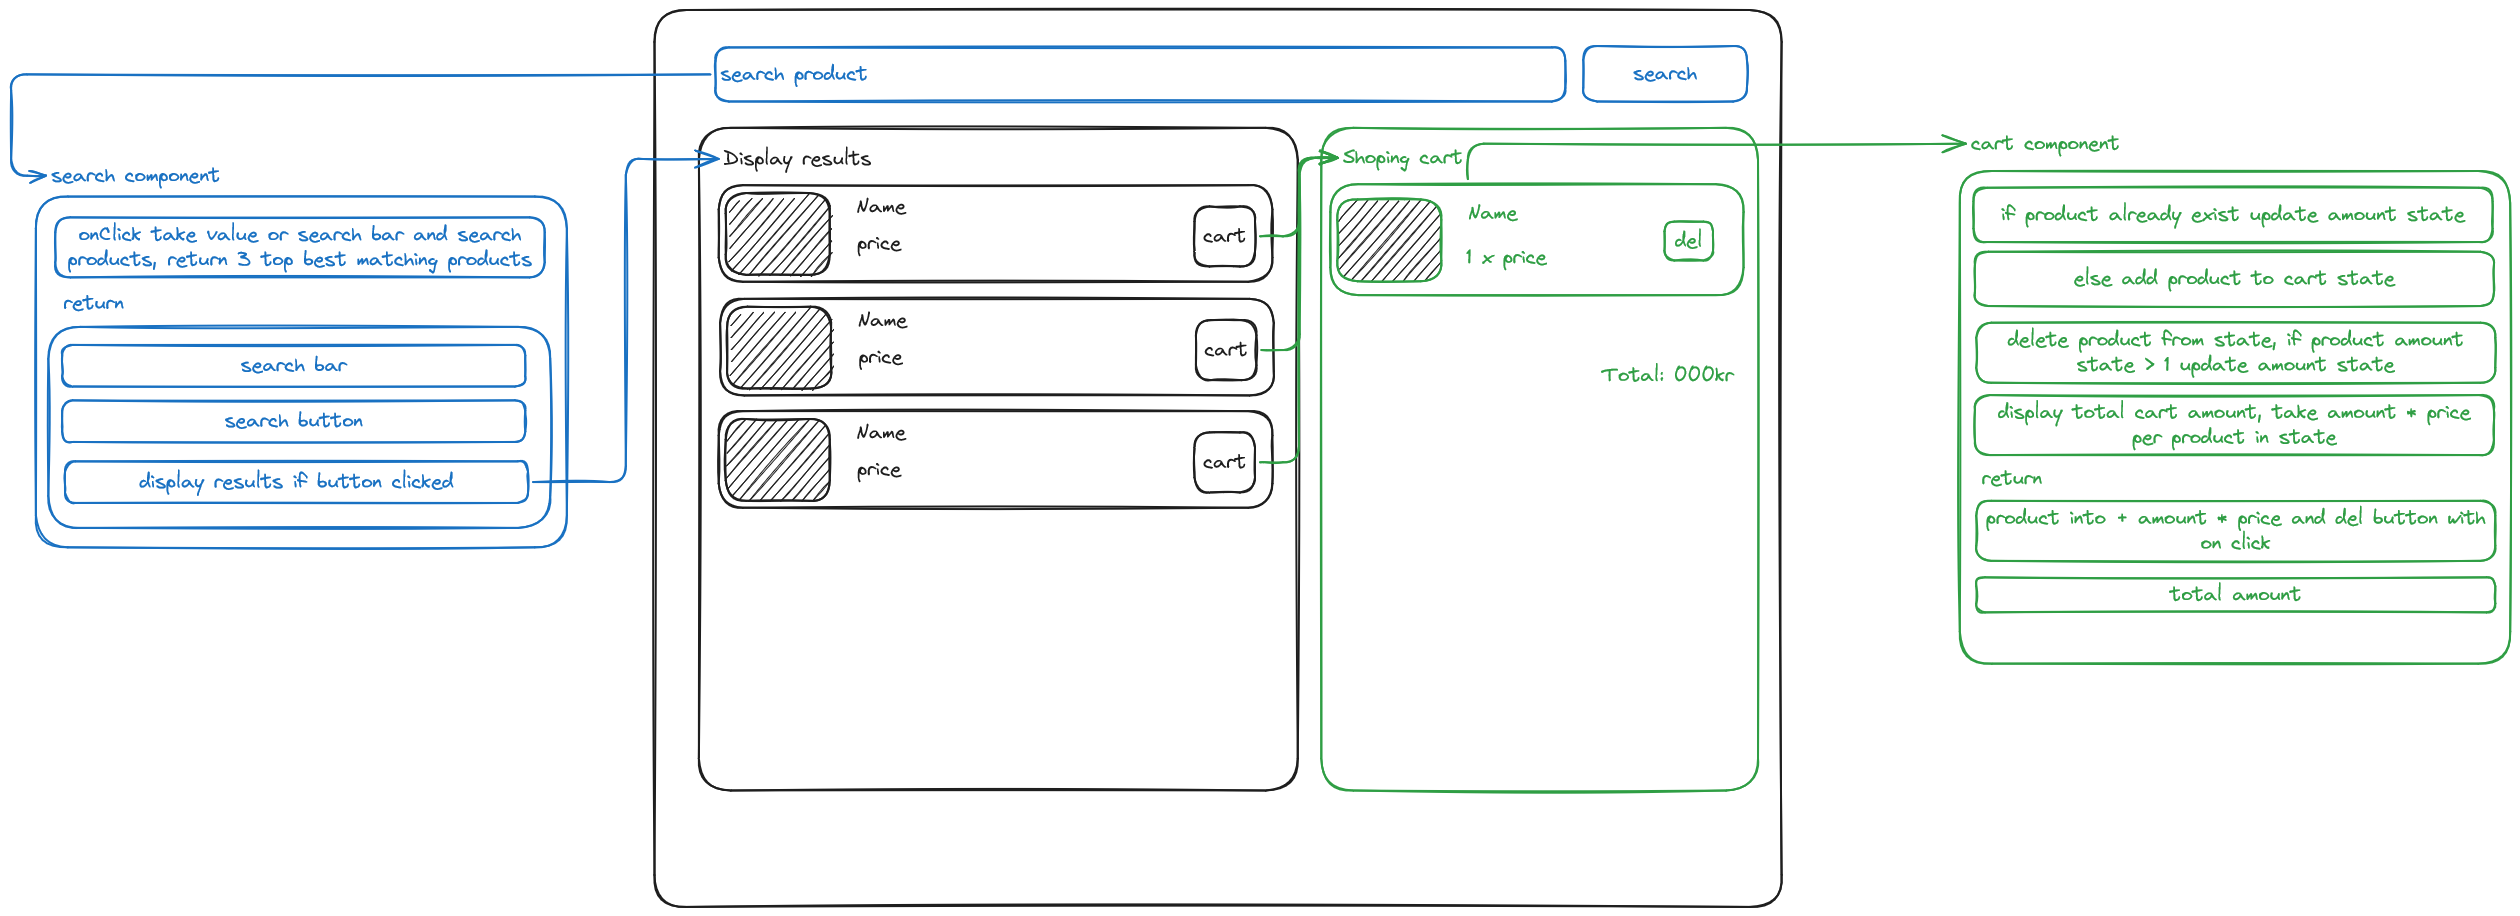 search product
search
search component
onClick take value or search bar and search
products, return 3 top best matching products
return
search bar
search button
display results if button clicked
Display results
Name
price
cart
Name
price
cart
Name
price
cart
Shoping cart
Name
1 x price
del
Total: 000kr
cart component
if product already exist update amount state
else add product to cart state
delete product from state, if product amount
state > 1 update amount state
display total cart amount, take amount * price
per product in state
return
product into + amount * price and del button with
on click
total amount